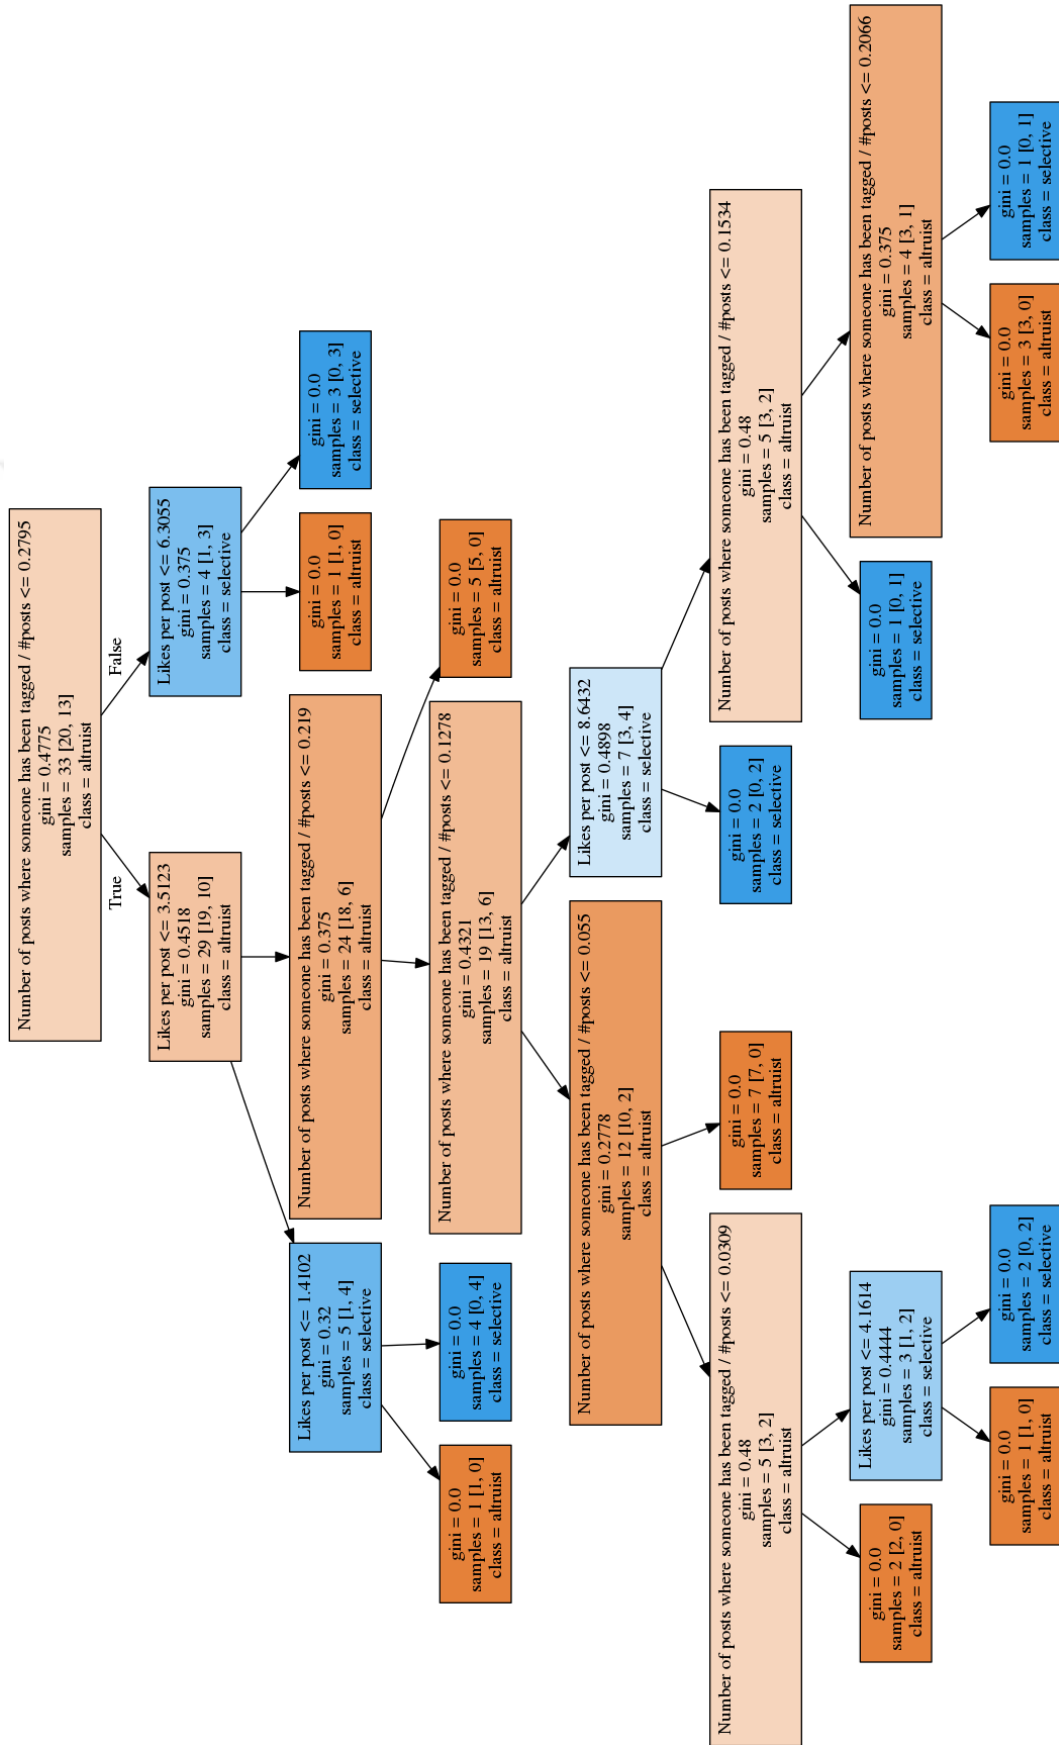 Number of posts where someone has been tagged / #posts <= 0.2795
gini = 0.4775
samples = 33 [20, 13]
class = altruist
True
False
Likes per post <= 3.5123
gini = 0.4518
samples = 29 [19, 10]
class = altruist
Likes per post <= 6.3055
gini = 0.375
samples = 4 [1, 3]
class = selective
Likes per post <= 1.4102
gini = 0.32
samples = 5 [1, 4]
class = selective
Number of posts where someone has been tagged / #posts <= 0.219
gini = 0.375
samples = 24 [18, 6]
class = altruist
gini = 0.0
samples = 1 [1, 0]
class = altruist
gini = 0.0
samples = 3 [0, 3]
class = selective
gini = 0.0
samples = 1 [1, 0]
class = altruist
gini = 0.0
samples = 4 [0, 4]
class = selective
Number of posts where someone has been tagged / #posts <= 0.1278
gini = 0.4321
samples = 19 [13, 6]
class = altruist
gini = 0.0
samples = 5 [5, 0]
class = altruist
Number of posts where someone has been tagged / #posts <= 0.055
gini = 0.2778
samples = 12 [10, 2]
class = altruist
Likes per post <= 8.6432
gini = 0.4898
samples = 7 [3, 4]
class = selective
Number of posts where someone has been tagged / #posts <= 0.0309
gini = 0.48
samples = 5 [3, 2]
class = altruist
gini = 0.0
samples = 7 [7, 0]
class = altruist
gini = 0.0
samples = 2 [0, 2]
class = selective
Number of posts where someone has been tagged / #posts <= 0.1534
gini = 0.48
samples = 5 [3, 2]
class = altruist
gini = 0.0
samples = 2 [2, 0]
class = altruist
Likes per post <= 4.1614
gini = 0.4444
samples = 3 [1, 2]
class = selective
gini = 0.0
samples = 1 [0, 1]
class = selective
Number of posts where someone has been tagged / #posts <= 0.2066
gini = 0.375
samples = 4 [3, 1]
class = altruist
gini = 0.0
samples = 1 [1, 0]
class = altruist
gini = 0.0
samples = 2 [0, 2]
class = selective
gini = 0.0
samples = 3 [3, 0]
class = altruist
gini = 0.0
samples = 1 [0, 1]
class = selective